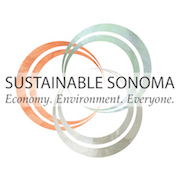 SUSTAINABLE SONOMA
Economy. Environment. Everyone.